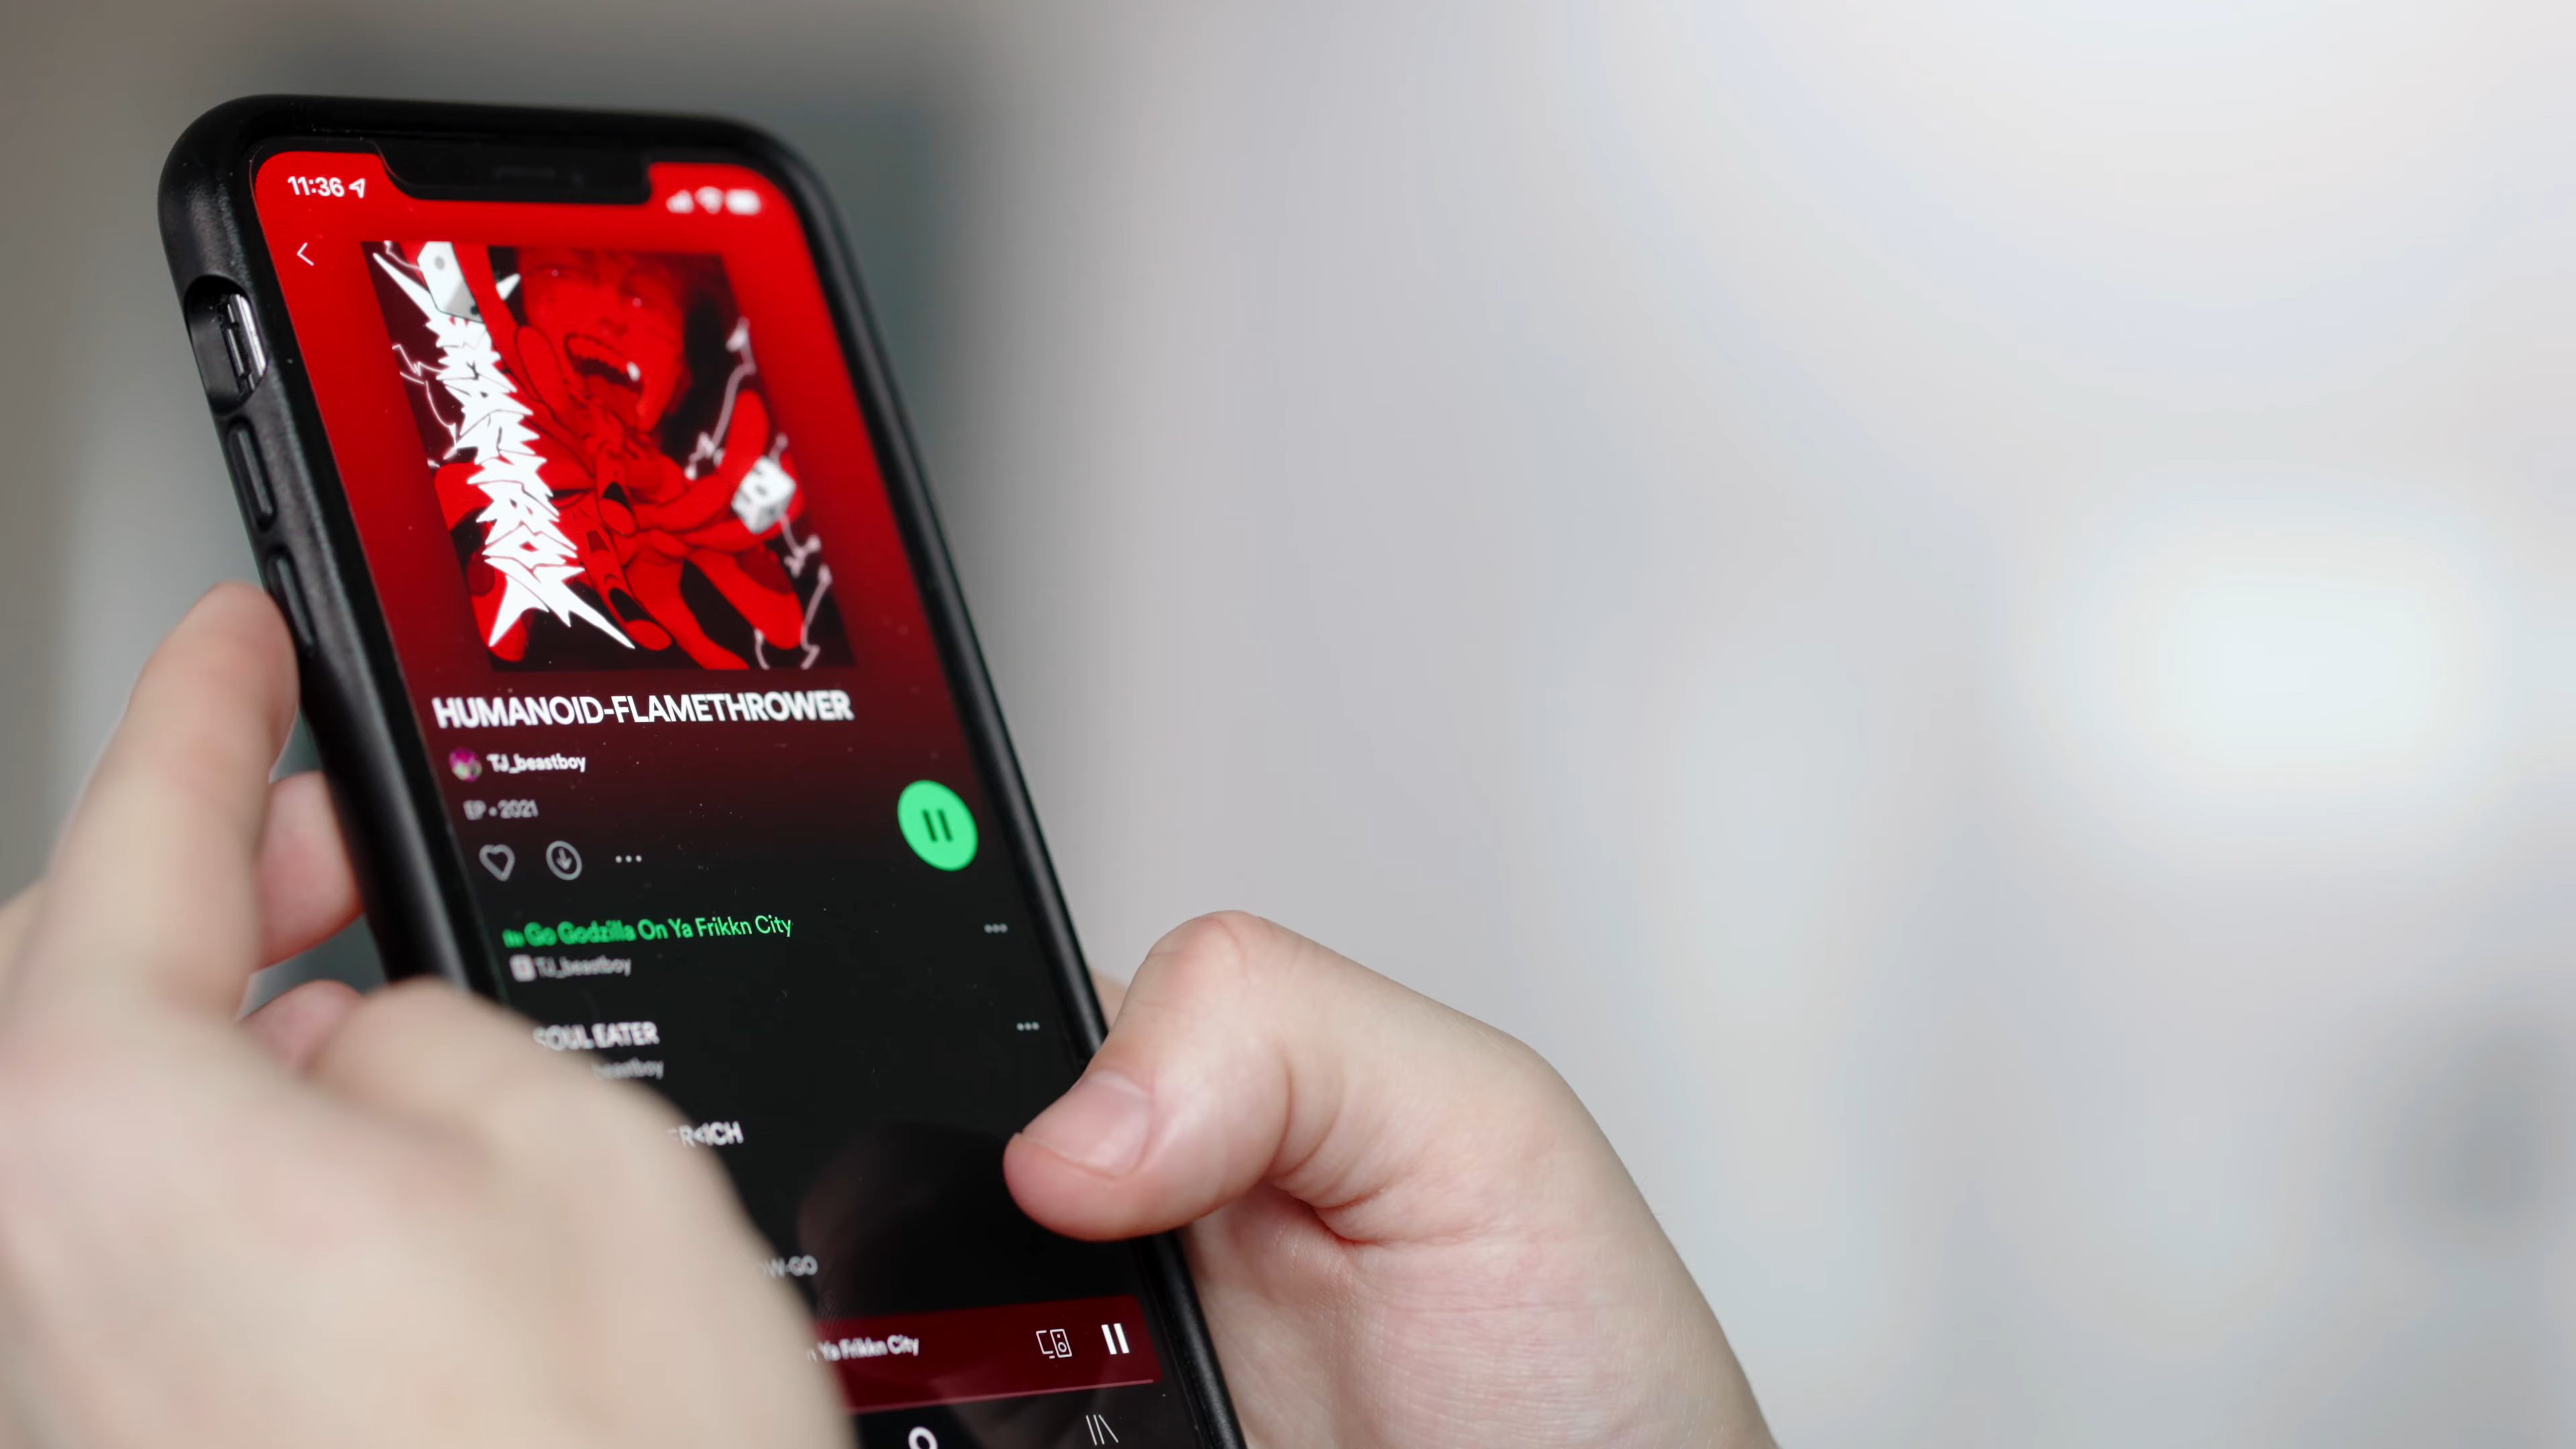 11:36
HUMANOID-FLAMETHROWER
TJ_beastboy
EP • 2021
Go Godzilla On Ya Frikkn City
TJ_beastboy
SOUL EATER
beastboy
Ya Frikkn City